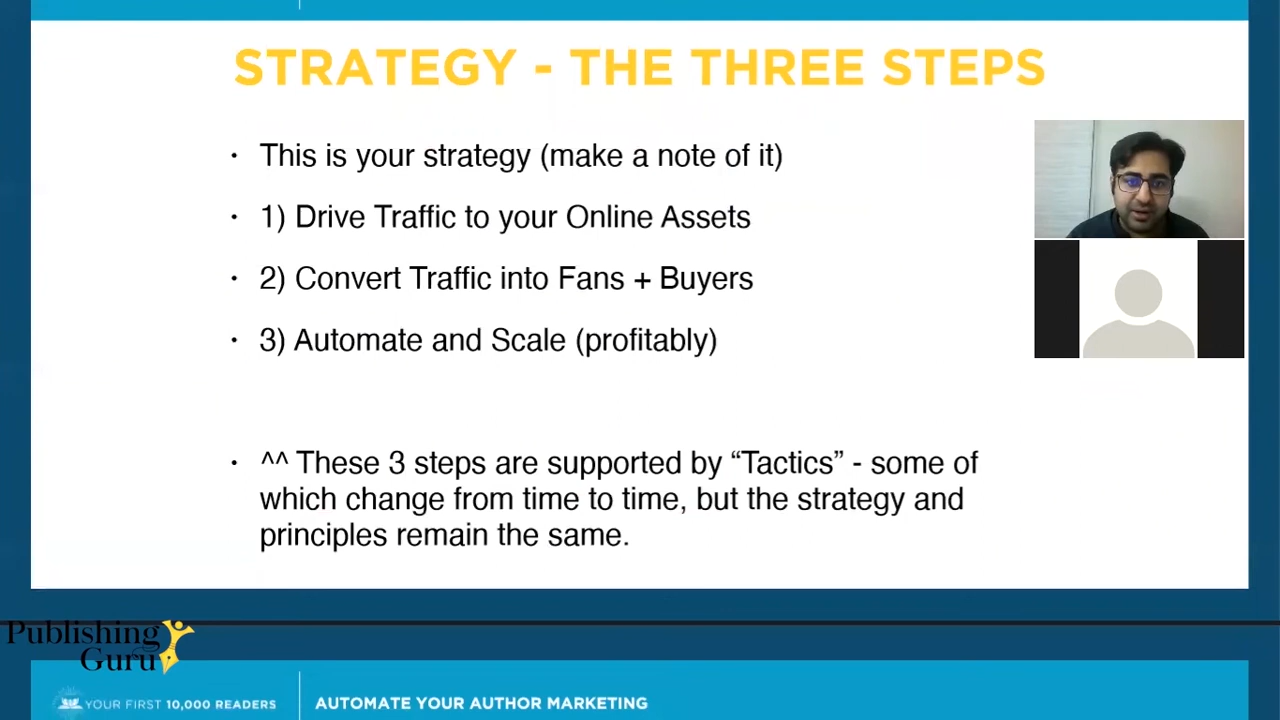 STRATEGY - THE THREE STEPS
· This is your strategy (make a note of it)
· 1) Drive Traffic to your Online Assets
· 2) Convert Traffic into Fans + Buyers
· 3) Automate and Scale (profitably)
· ^^ These 3 steps are supported by “Tactics” - some of
which change from time to time, but the strategy and
principles remain the same.
Publishing
Guru
YOUR FIRST 10,000 READERS
AUTOMATE YOUR AUTHOR MARKETING